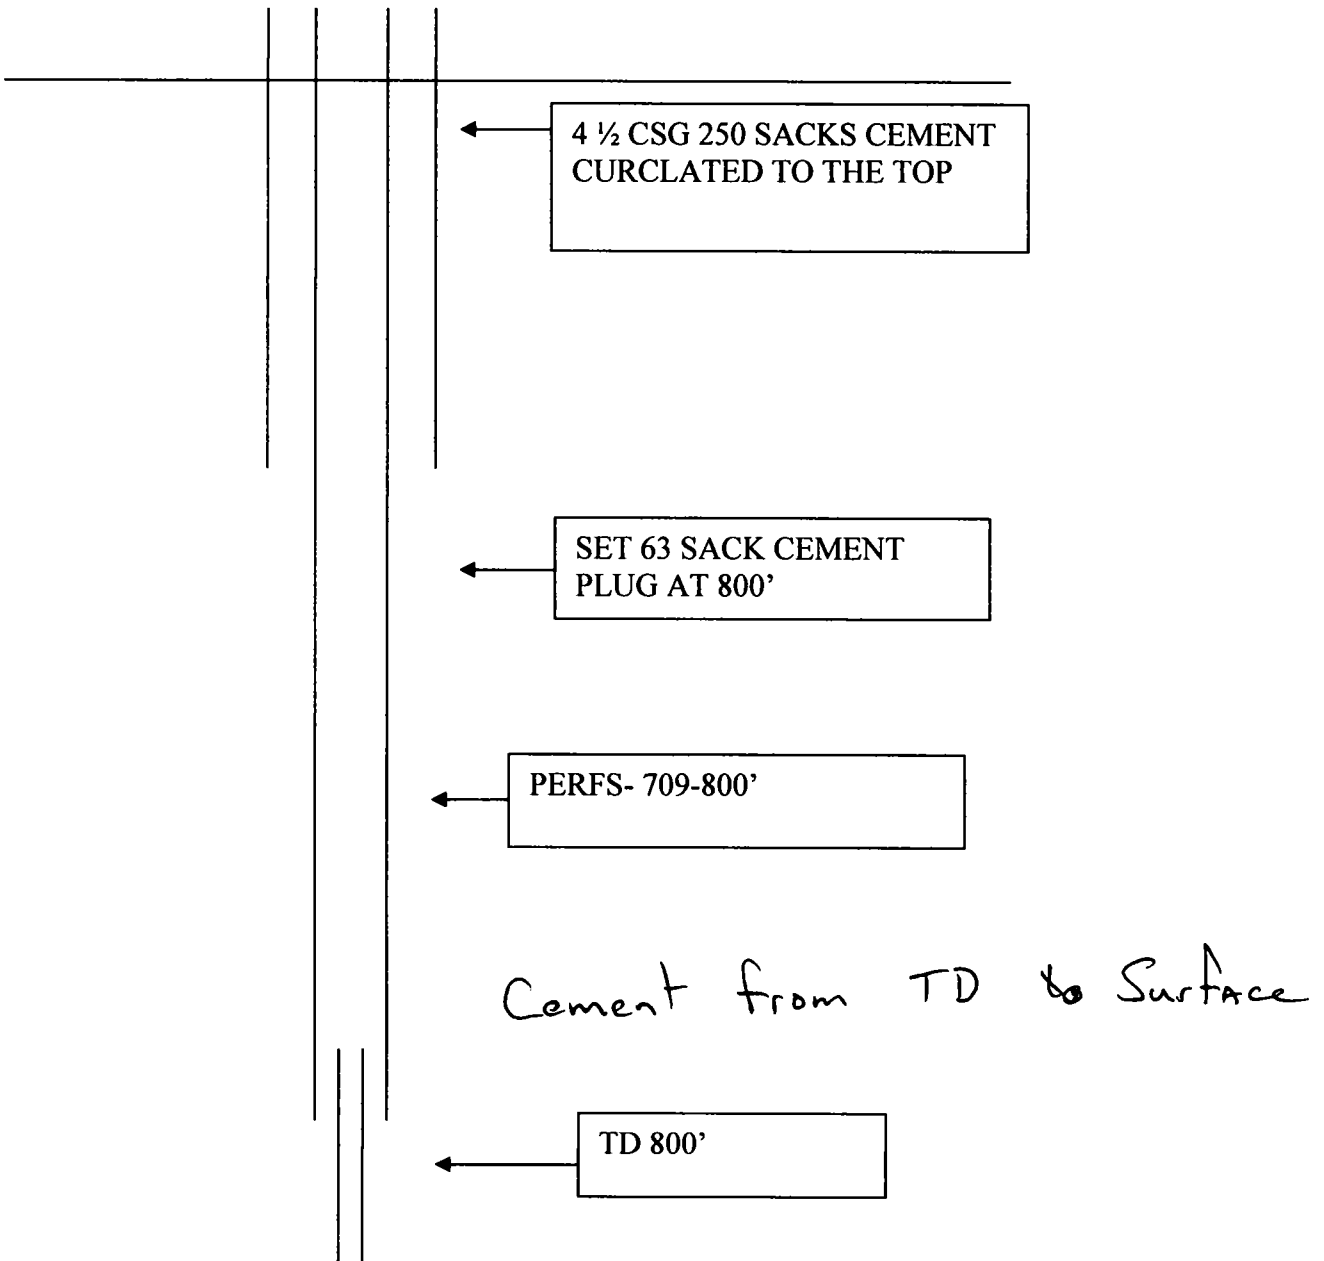 4 ½ CSG 250 SACKS CEMENT
CURCLATED TO THE TOP
SET 63 SACK CEMENT
PLUG AT 800’
PERFS- 709-800’
Cement from TD to Surface
TD 800’